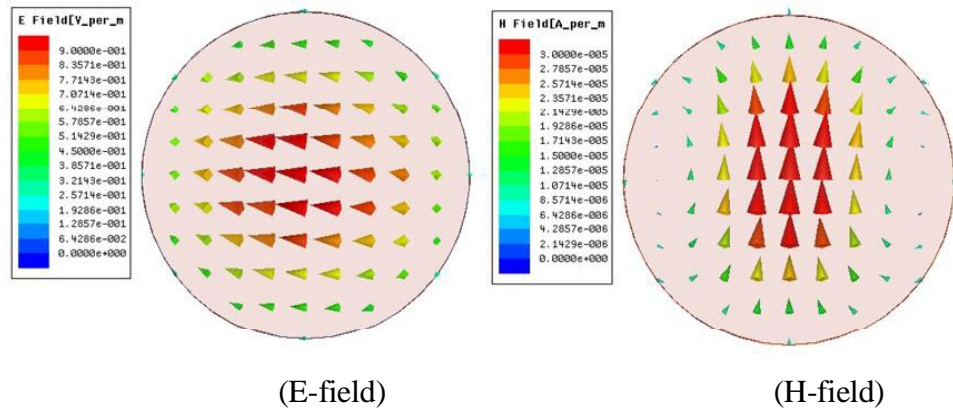 E Field[V_per_m
9.0000e-001
8.3571e-001
7.7143e-001
7.0714e-001
6.4286e-001
5.7857e-001
5.1429e-001
4.5000e-001
3.8571e-001
3.2143e-001
2.5714e-001
1.9286e-001
1.2857e-001
6.4286e-002
0.0000e+000
H Field[A_per_m
3.0000e-005
2.7857e-005
2.5714e-005
2.3571e-005
2.1429e-005
1.9286e-005
1.7143e-005
1.5000e-005
1.2857e-005
1.0714e-005
8.5714e-006
6.4286e-006
4.2857e-006
2.1429e-006
0.0000e+000
(E-field)
(H-field)